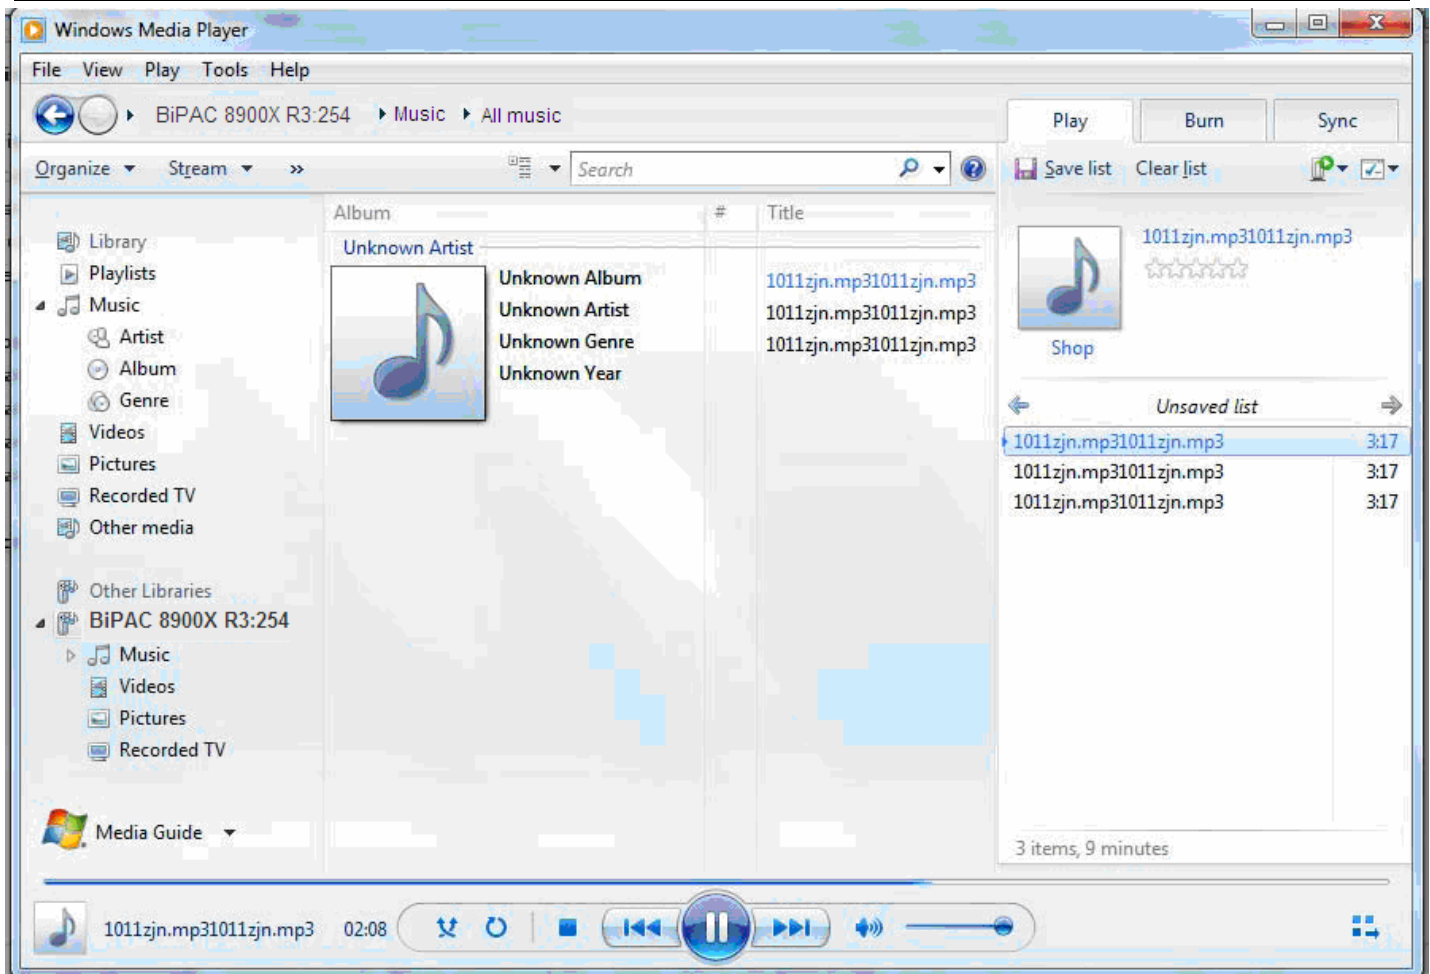 Windows Media Player
File View Play Tools Help
BiPAC 8900X R3:254 Music All music
Play Burn Sync
Organize Stream »
Search
Save list Clear list
Album # Title
Library
Playlists
Music
Artist
Album
Genre
Videos
Pictures
Recorded TV
Other media
Other Libraries
BiPAC 8900X R3:254
Music
Videos
Pictures
Recorded TV
Media Guide
Unknown Artist
Unknown Album
Unknown Artist
Unknown Genre
Unknown Year
1011zjn.mp31011zjn.mp3
1011zjn.mp31011zjn.mp3
1011zjn.mp31011zjn.mp3
1011zjn.mp31011zjn.mp3
Shop
Unsaved list
1011zjn.mp31011zjn.mp3 3:17
1011zjn.mp31011zjn.mp3 3:17
1011zjn.mp31011zjn.mp3 3:17
3 items, 9 minutes
1011zjn.mp31011zjn.mp3 02:08